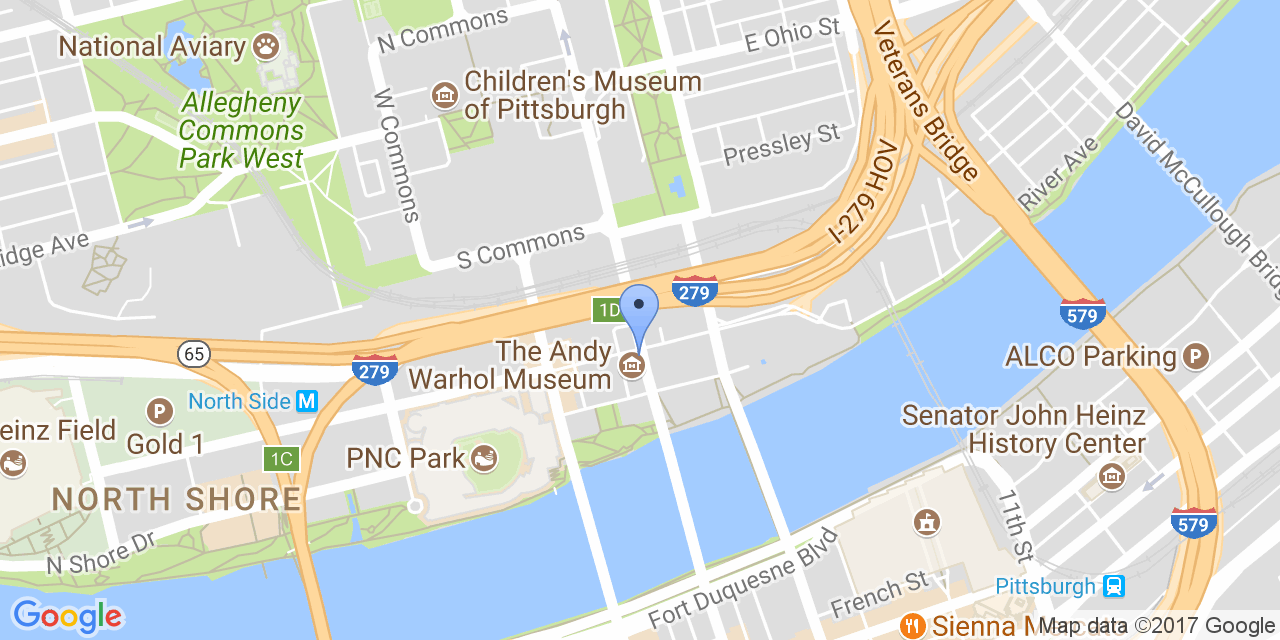 N Commons
E Ohio St
Veterans Bridge
National Aviary
Children's Museum
of Pittsburgh
Allegheny
Commons
Park West
W Commons
Pressley St
David McCullough Bridg
River Ave
I-279 HOV
idge Ave
S Commons
279
1D
579
65
The Andy
Warhol Museum
279
ALCO Parking
North Side M
P
Gold 1
einz Field
Senator John Heinz
History Center
1C
PNC Park
NORTH SHORE
11th St
579
N Shore Dr
Fort Duquesne Blvd
French St
Pittsburgh
Google
Sienna Mercato
Map data ©2017 Google